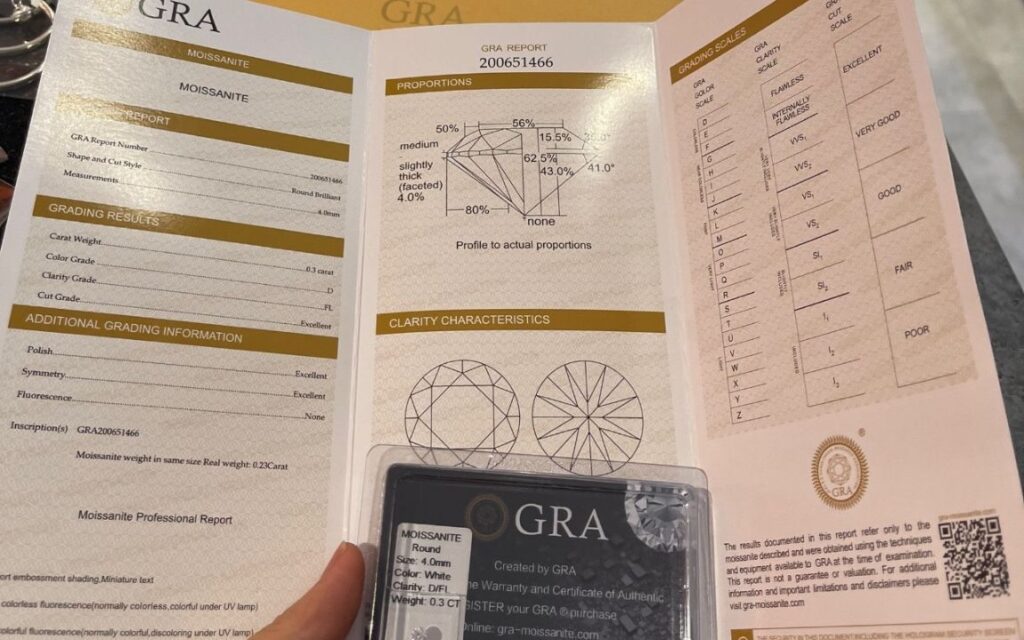 GRA
MOISSANITE
MOISSANITE
REPORT
GRA Report Number 200651466
Shape and Cut Style Round Brilliant
Measurements 4.0mm
GRADING RESULTS
Carat Weight 0.3 carat
Color Grade D
Clarity Grade FL
Cut Grade Excellent
ADDITIONAL GRADING INFORMATION
Polish Excellent
Symmetry Excellent
Fluorescence None
Inscription(s) GRA200651466
Moissanite weight in same size Real weight: 0.23Carat
Moissanite Professional Report
embossment shading,Miniature text
colorless fluorescence(normally colorless,colorful under UV lamp)
colorful fluorescence(normally colorful,discoloring under UV lamp)
GRA
GRA REPORT
200651466
PROPORTIONS
50%
56%
15.5%
medium
slightly
thick
(faceted)
4.0%
62.5%
43.0%
41.0°
80%
none
Profile to actual proportions
CLARITY CHARACTERISTICS
GRADING SCALES
GRA
COLOR
SCALE
D
E
F
G
H
I
J
K
L
M
O
P
Q
R
S
T
U
V
W
X
Y
Z
GRA
CLARITY
SCALE
FLAWLESS
INTERNALLY
FLAWLESS
VVS1
VVS2
VS1
VS2
SI1
SI2
I1
I2
I3
GRA
CUT
SCALE
EXCELLENT
VERY GOOD
GOOD
FAIR
POOR
GRA
®
gra-moissanite.com
The results documented in this report refer only to the
moissanite described and were obtained using the techniques
and equipment available to GRA at the time of examination.
This report is not a guarantee or valuation. For additional
information and important limitations and disclaimers please
visit gra-moissanite.com
GRA
MOISSANITE
Round
Size: 4.0mm
Color: White
Clarity: D/FL
Weight: 0.3 CT
Created by GRA
Warranty and Certificate of Authentic
your GRA ® purchase
online: gra-moissanite.com